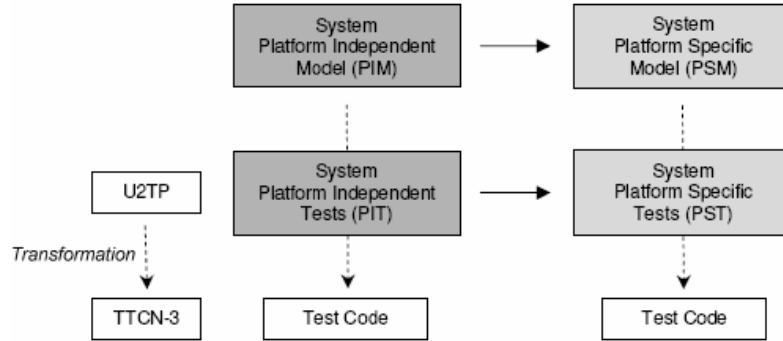 System
Platform Independent
Model (PIM)
System
Platform Specific
Model (PSM)
U2TP
System
Platform Independent
Tests (PIT)
System
Platform Specific
Tests (PST)
Transformation
TTCN-3
Test Code
Test Code